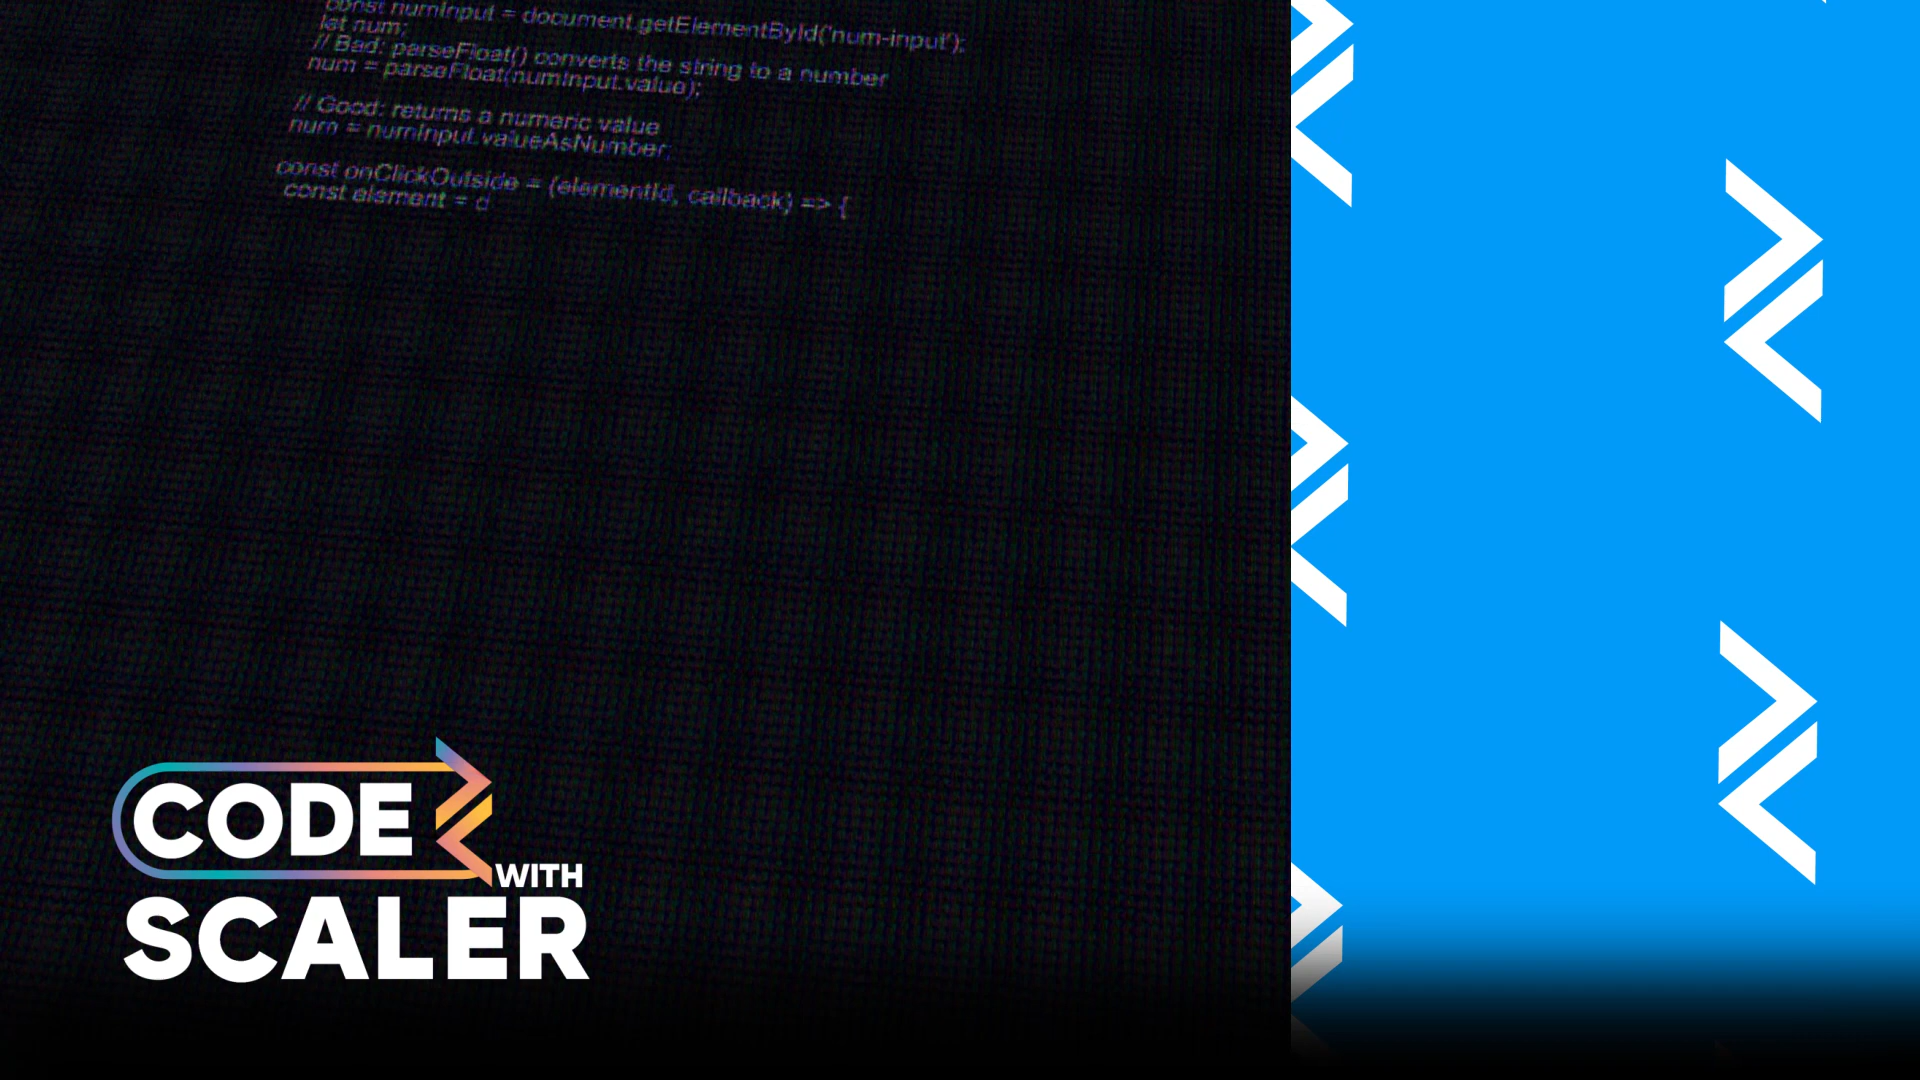 const numInput = document.getElementById('num-input');
let num;
// Bad: parseFloat() converts the string to a number
num = parseFloat(numInput.value);
// Good: returns a numeric value
num = numInput.valueAsNumber;
const onClickOutside = (elementId, callback) => {
const element = d
CODE
WITH
SCALER